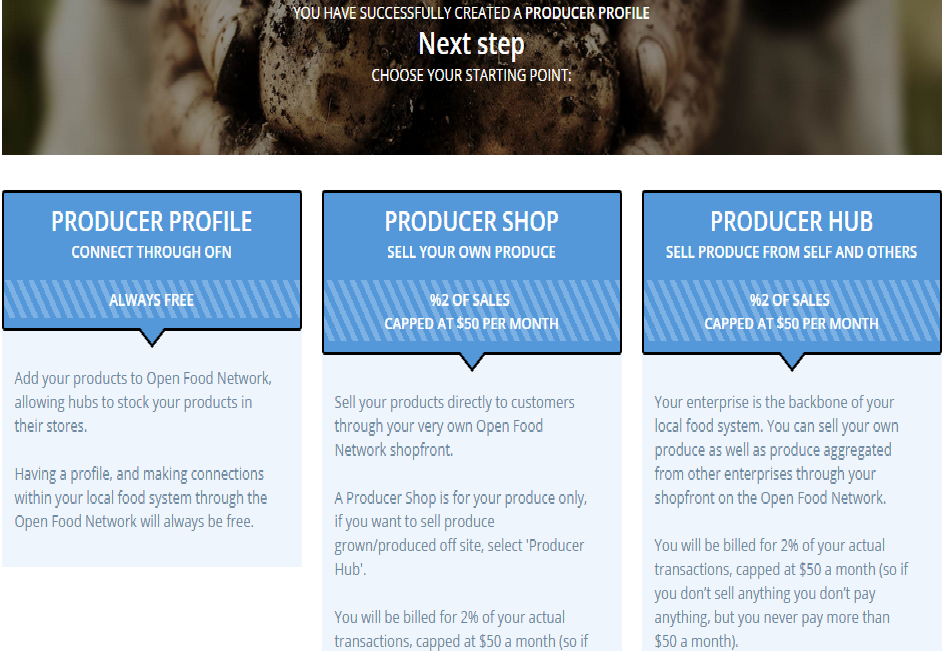 YOU HAVE SUCCESSFULLY CREATED A PRODUCER PROFILE
Next step
CHOOSE YOUR STARTING POINT:
PRODUCER PROFILE
CONNECT THROUGH OFN
ALWAYS FREE
Add your products to Open Food Network,
allowing hubs to stock your products in
their stores.
Having a profile, and making connections
within your local food system through the
Open Food Network will always be free.
PRODUCER SHOP
SELL YOUR OWN PRODUCE
%2 OF SALES
CAPPED AT $50 PER MONTH
Sell your products directly to customers
through your very own Open Food
Network shopfront.
A Producer Shop is for your produce only,
if you want to sell produce
grown/produced off site, select 'Producer
Hub'.
You will be billed for 2% of your actual
transactions, capped at $50 a month (so if
PRODUCER HUB
SELL PRODUCE FROM SELF AND OTHERS
%2 OF SALES
CAPPED AT $50 PER MONTH
Your enterprise is the backbone of your
local food system. You can sell your own
produce as well as produce aggregated
from other enterprises through your
shopfront on the Open Food Network.
You will be billed for 2% of your actual
transactions, capped at $50 a month (so if
you don’t sell anything you don’t pay
anything, but you never pay more than
$50 a month).